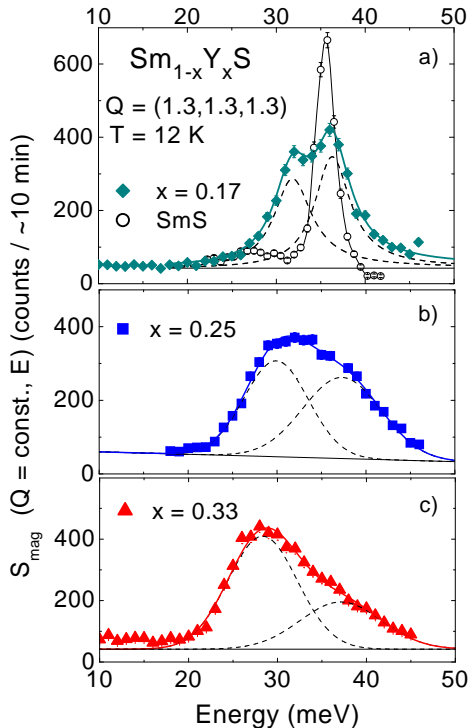 10 20 30 40 50
Sm1-xYxS
a)
Q = (1.3,1.3,1.3)
T = 12 K
x = 0.17
SmS
600
400
200
0
b)
x = 0.25
400
200
0
c)
x = 0.33
400
200
0
10 20 30 40 50
Energy (meV)
Smag (Q = const., E) (counts / ~10 min)